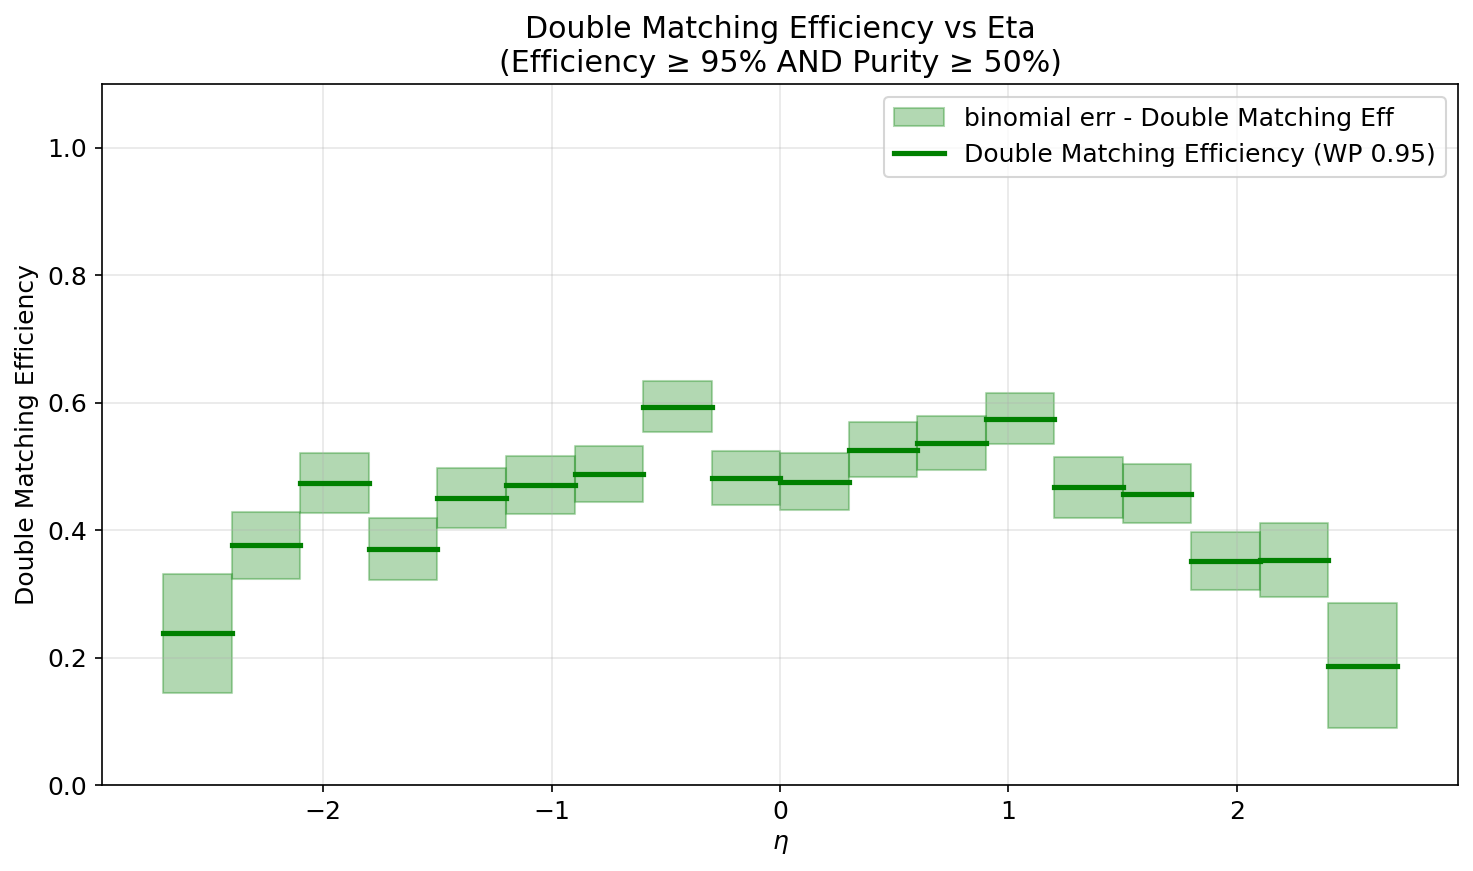 Double Matching Efficiency vs Eta
(Efficiency ≥ 95% AND Purity ≥ 50%)
binomial err - Double Matching Eff
Double Matching Efficiency (WP 0.95)
Double Matching Efficiency
1.0
0.8
0.6
0.4
0.2
0.0
−2
−1
0
1
2
η